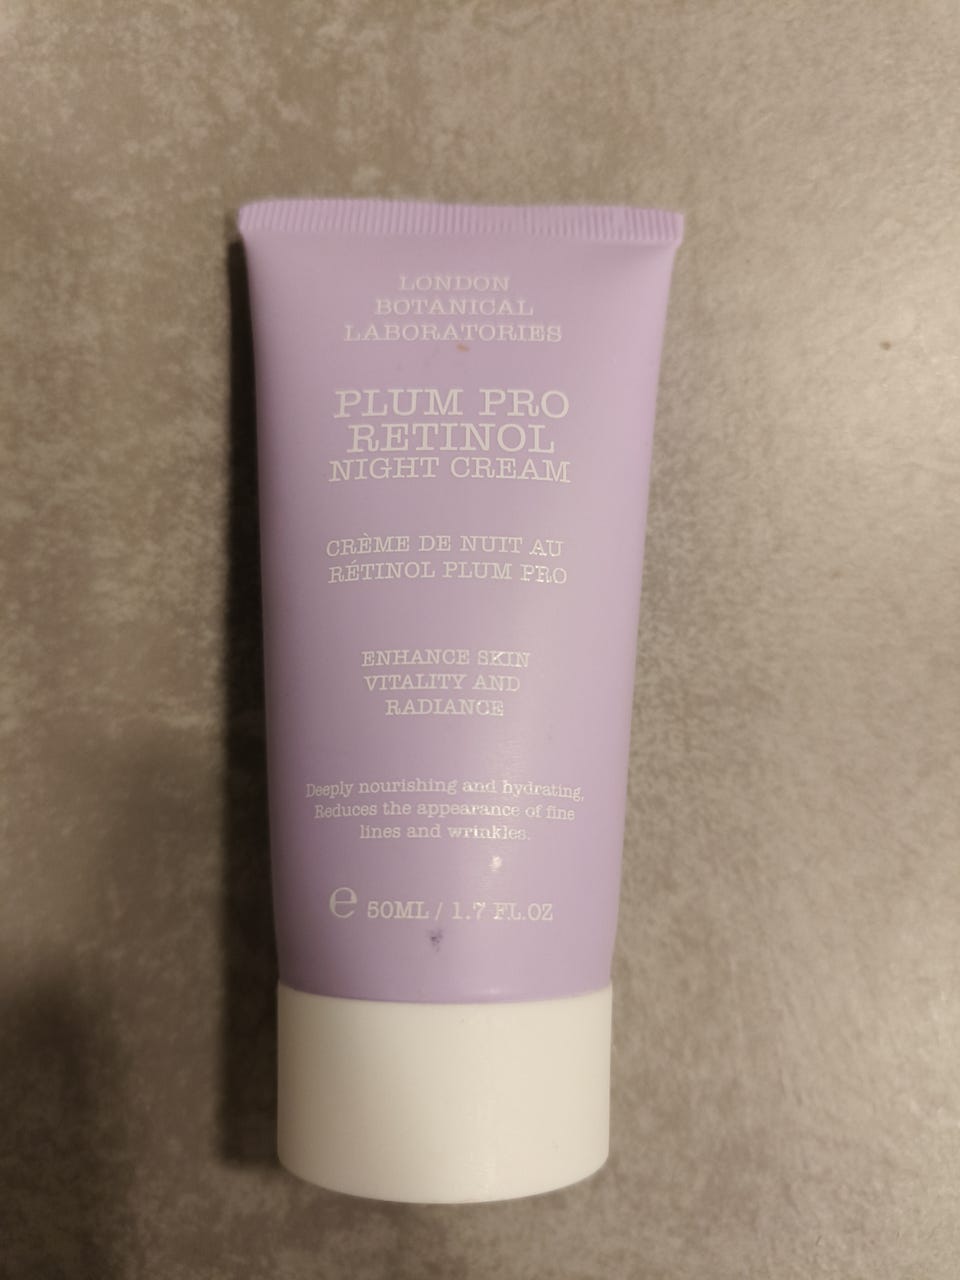 LONDON
BOTANICAL
LABORATORIES
PLUM PRO
RETINOL
NIGHT CREAM
CRÈME DE NUIT AU
RÉTINOL PLUM PRO
ENHANCE SKIN
VITALITY AND
RADIANCE
Deeply nourishing and hydrating.
Reduces the appearance of fine
lines and wrinkles.
℮ 50ML / 1.7 FL.OZ